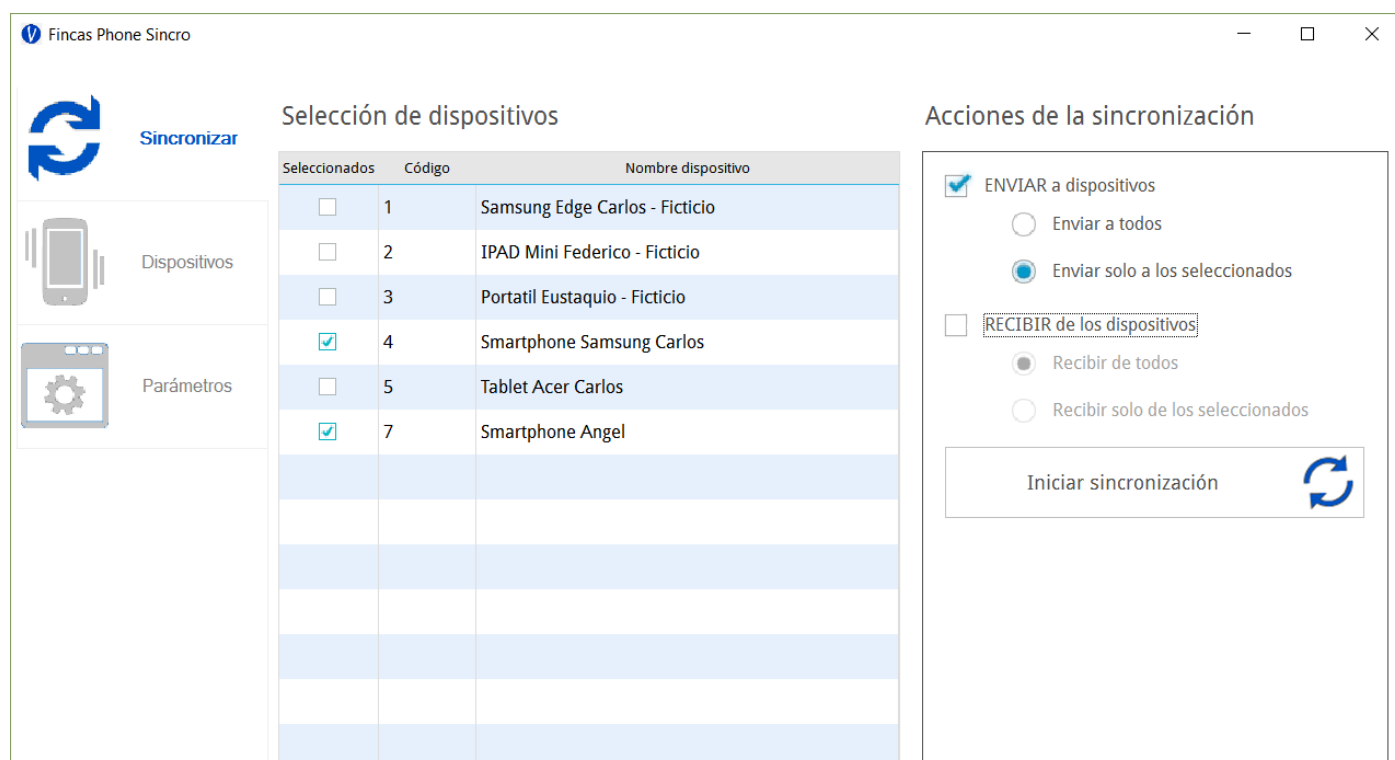 Fincas Phone Sincro
Sincronizar
Dispositivos
Parámetros
Selección de dispositivos
Seleccionados Código Nombre dispositivo
1 Samsung Edge Carlos - Ficticio
2 IPAD Mini Federico - Ficticio
3 Portatil Eustaquio - Ficticio
4 Smartphone Samsung Carlos
5 Tablet Acer Carlos
7 Smartphone Angel
Acciones de la sincronización
ENVIAR a dispositivos
Enviar a todos
Enviar solo a los seleccionados
RECIBIR de los dispositivos
Recibir de todos
Recibir solo de los seleccionados
Iniciar sincronización